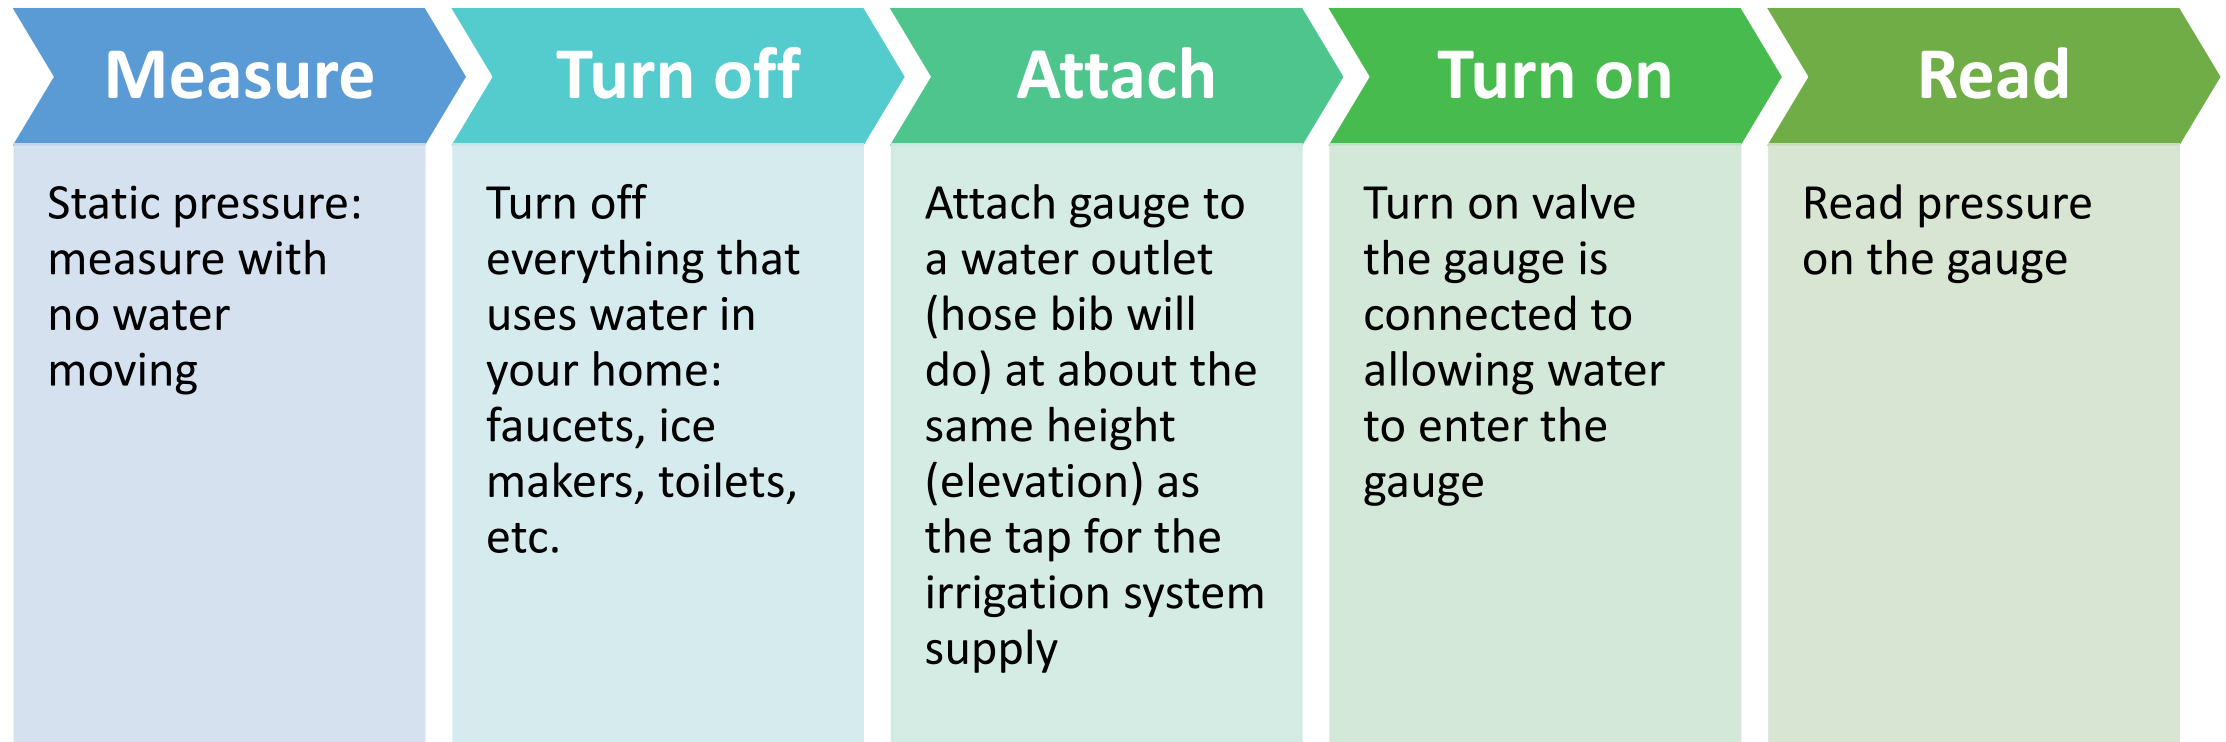 Measure
Static pressure:
measure with
no water
moving
Turn off
Turn off
everything that
uses water in
your home:
faucets, ice
makers, toilets,
etc.
Attach
Attach gauge to
a water outlet
(hose bib will
do) at about the
same height
(elevation) as
the tap for the
irrigation system
supply
Turn on
Turn on valve
the gauge is
connected to
allowing water
to enter the
gauge
Read
Read pressure
on the gauge